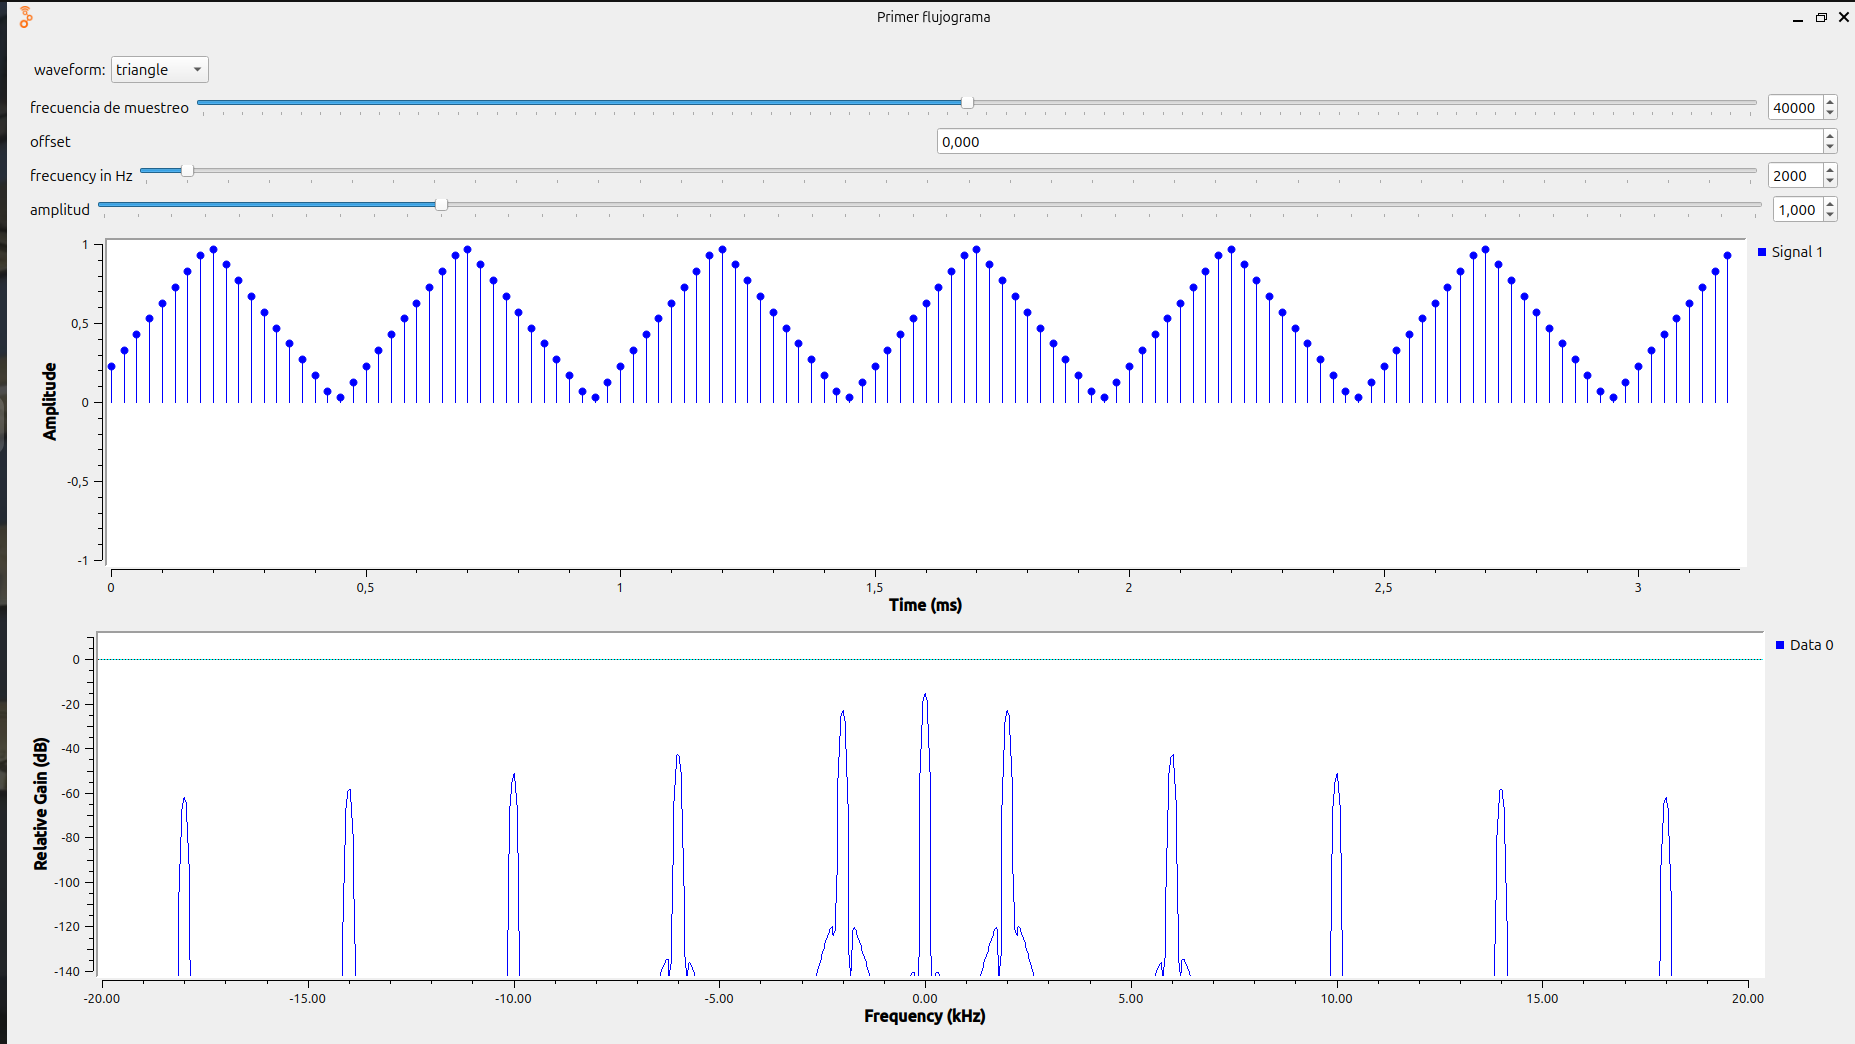 Primer flujograma
waveform: triangle
frecuencia de muestreo 40000
offset 0,000
frecuency in Hz 2000
amplitud 1,000
Signal 1
1
0,5
0
-0,5
-1
Amplitude
0 0,5 1 1,5 2 2,5 3
Time (ms)
Data 0
0
-20
-40
-60
-80
-100
-120
-140
Relative Gain (dB)
-20.00 -15.00 -10.00 -5.00 0.00 5.00 10.00 15.00 20.00
Frequency (kHz)